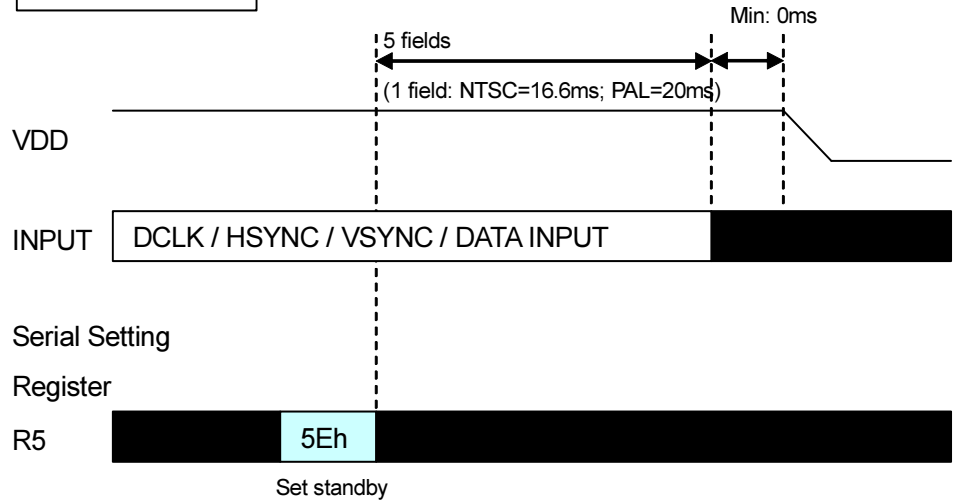 Min: 0ms
5 fields
(1 field: NTSC=16.6ms; PAL=20ms)
VDD
INPUT
DCLK / HSYNC / VSYNC / DATA INPUT
Serial Setting
Register
R5
5Eh
Set standby